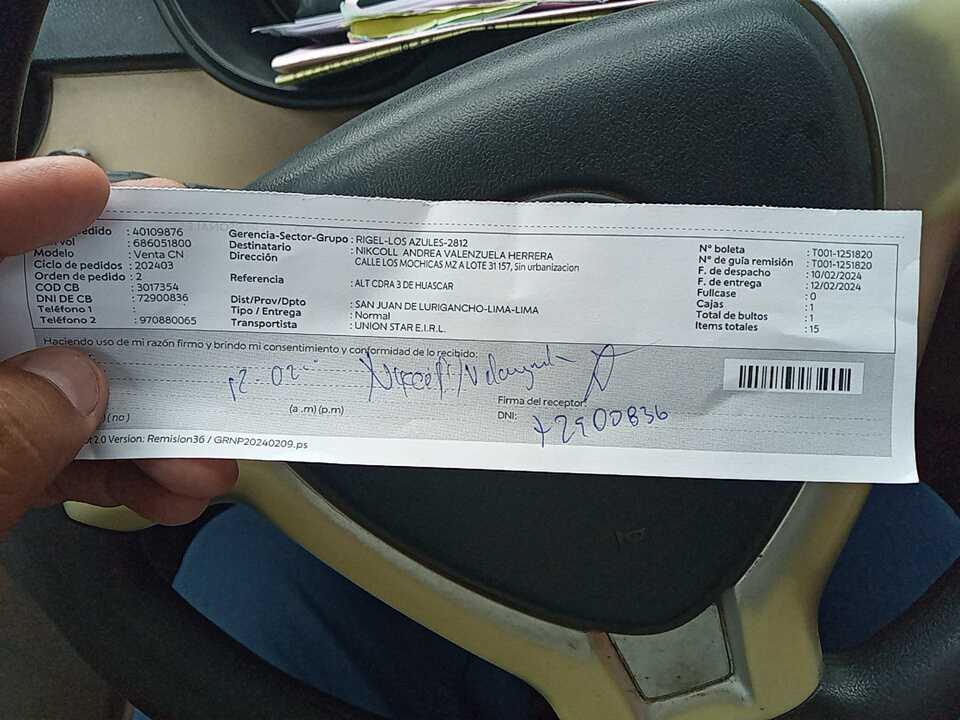 edido : 40109876
vol : 686051800
Modelo : Venta CN
Ciclo de pedidos : 202403
Orden de pedido : 2
COD CB : 3017354
DNI DE CB : 72900836
Teléfono 1 :
Teléfono 2 : 970880065
Gerencia-Sector-Grupo : RIGEL-LOS AZULES-2812
Destinatario : NIKCOLL ANDREA VALENZUELA HERRERA
Dirección : CALLE LOS MOCHICAS MZ A LOTE 31 157, sin urbanizacion
Referencia : ALT CDRA 3 DE HUASCAR
Dist/Prov/Dpto : SAN JUAN DE LURIGANCHO-LIMA-LIMA
Tipo / Entrega : Normal
Transportista : UNION STAR E.I.R.L.
N° boleta : T001-1251820
N° de guía remisión : T001-1251820
F. de despacho : 10/02/2024
F. de entrega : 12/02/2024
Fullcase : 0
Cajas : 1
Total de bultos : 1
Items totales : 15
Haciendo uso de mi razón firmo y brindo mi consentimiento y conformidad de lo recibido:
12-02
(a .m) (p.m)
Firma del receptor:
DNI: 72900836
(no)
2.0 Version: Remision36 / GRNP20240209.ps